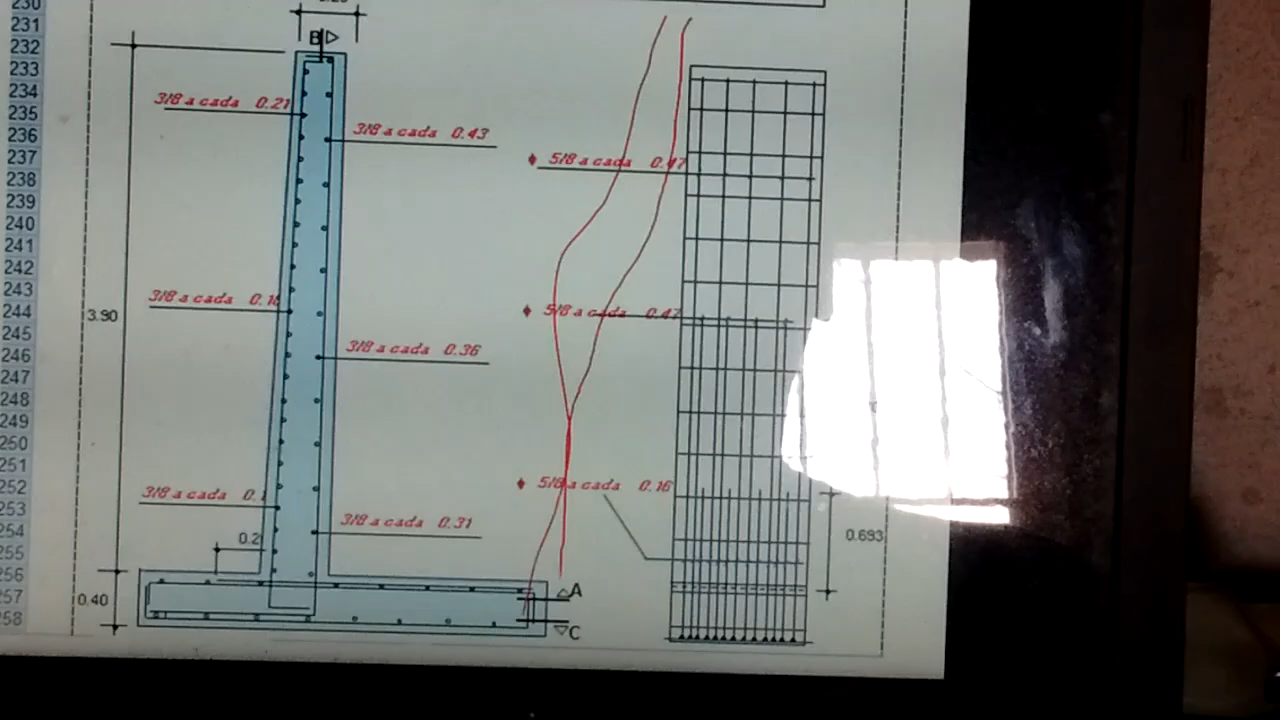 230
231
232
233
234
235
236
237
238
239
240
241
242
243
244
245
246
247
248
249
250
251
252
253
254
255
256
257
258
B
3/8 a cada 0.21
3/8 a cada 0.43
5/8 a cada 0.47
3/8 a cada
5/8 a cada 0.47
3.90
3/8 a cada 0.36
3/8 a cada
5/8 a cada 0.16
3/8 a cada 0.31
0.693
0.40
A
C